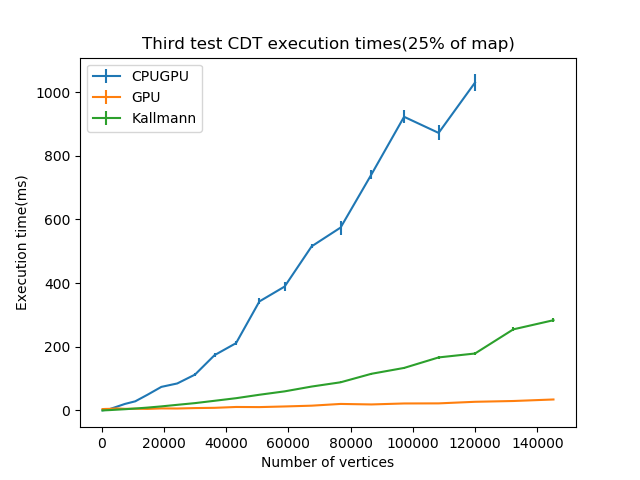 Third test CDT execution times(25% of map)
CPUGPU
GPU
Kallmann
Execution time(ms)
1000
800
600
400
200
0
0 20000 40000 60000 80000 100000 120000 140000
Number of vertices